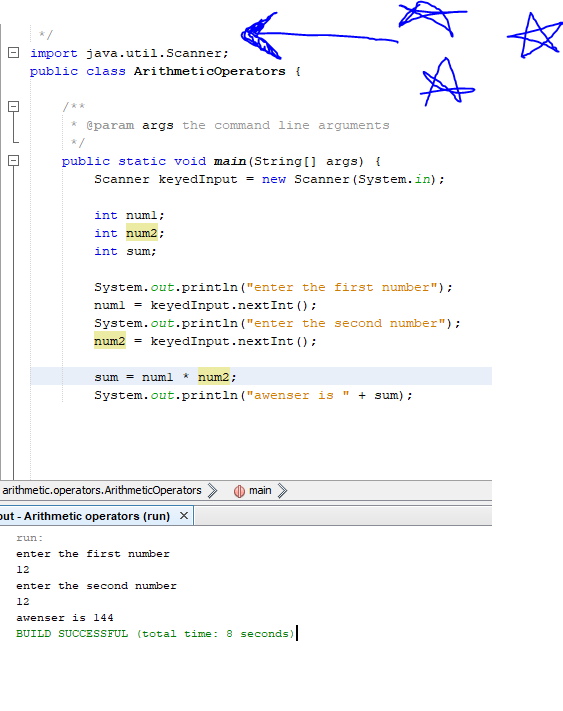 */
import java.util.Scanner;
public class ArithmeticOperators {
/**
* @param args the command line arguments
*/
public static void main(String[] args) {
Scanner keyedInput = new Scanner(System.in);
int num1;
int num2;
int sum;
System.out.println("enter the first number");
num1 = keyedInput.nextInt();
System.out.println("enter the second number");
num2 = keyedInput.nextInt();
sum = num1 * num2;
System.out.println("awenser is " + sum);
arithmetic.operators.ArithmeticOperators main
put - Arithmetic operators (run) ×
run:
enter the first number
12
enter the second number
12
awenser is 144
BUILD SUCCESSFUL (total time: 8 seconds)